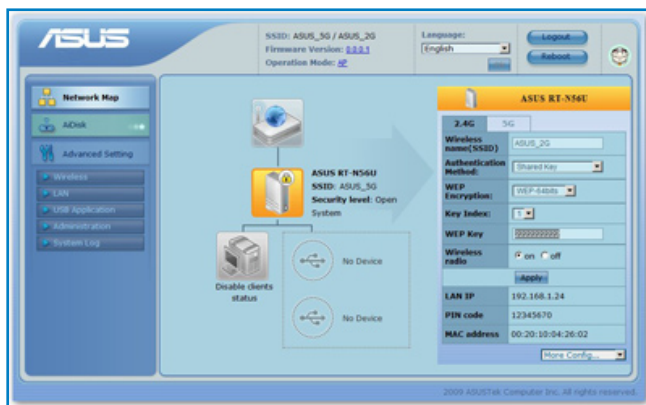 ASUS
SSID: ASUS_5G / ASUS_2G
Firmware Version: 0.0.0.1
Operation Mode: AP
Language:
English
Logout
Reboot
Network Map
AiDisk
Advanced Setting
Wireless
LAN
USB Application
Administration
System Log
ASUS RT-N56U
SSID: ASUS_5G
Security level: Open
System
Disable clients
status
No Device
No Device
ASUS RT-N56U
2.4G 5G
Wireless
name(SSID) ASUS_2G
Authentication
Method: Shared Key
WEP
Encryption: WEP-64bits
Key Index: 1
WEP Key
Wireless
radio on off
Apply
LAN IP 192.168.1.24
PIN code 12345670
MAC address 00:20:10:04:26:02
More Config...
2009 ASUSTek Computer Inc. All rights reserved.